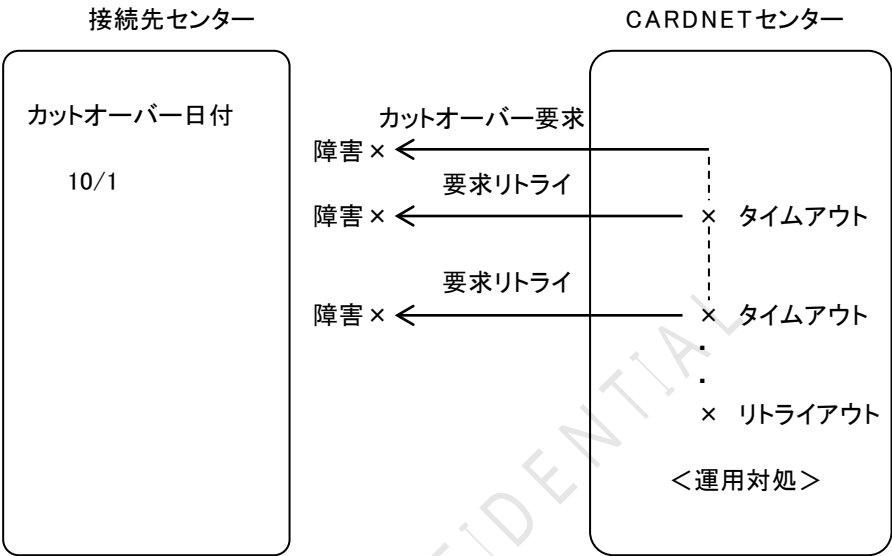 接続先センター
CARDNETセンター
カットオーバー日付
10/1
カットオーバー要求
障害×
要求リトライ
障害×
× タイムアウト
要求リトライ
障害×
× タイムアウト
・
・
× リトライアウト
<運用対処>
FIDENTIAL